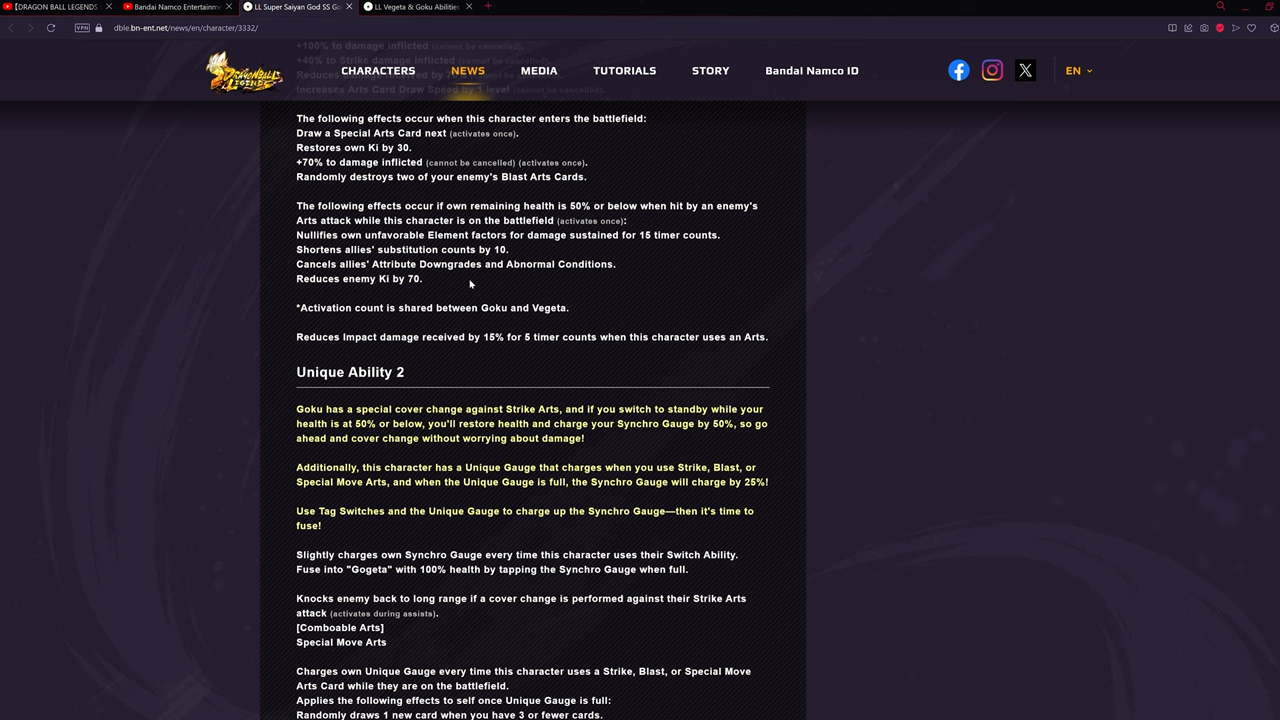 【DRAGON BALL LEGENDS
Bandai Namco Entertainm
LL Super Saiyan God SS Go
LL Vegeta & Goku Abilities
VPN
dble.bn-ent.net/news/en/character/3332/
DRAGONBALL LEGENDS
CHARACTERS
NEWS
MEDIA
TUTORIALS
STORY
Bandai Namco ID
EN
+100% to damage inflicted (cannot be cancelled).
+40% to Strike damage inflicted (cannot be cancelled).
Increases Arts Card Draw Speed by 1 level (cannot be cancelled).
The following effects occur when this character enters the battlefield:
Draw a Special Arts Card next (activates once).
Restores own Ki by 30.
+70% to damage inflicted (cannot be cancelled) (activates once).
Randomly destroys two of your enemy's Blast Arts Cards.
The following effects occur if own remaining health is 50% or below when hit by an enemy's
Arts attack while this character is on the battlefield (activates once):
Nullifies own unfavorable Element factors for damage sustained for 15 timer counts.
Shortens allies' substitution counts by 10.
Cancels allies' Attribute Downgrades and Abnormal Conditions.
Reduces enemy Ki by 70.
*Activation count is shared between Goku and Vegeta.
Reduces Impact damage received by 15% for 5 timer counts when this character uses an Arts.
Unique Ability 2
Goku has a special cover change against Strike Arts, and if you switch to standby while your
health is at 50% or below, you'll restore health and charge your Synchro Gauge by 50%, so go
ahead and cover change without worrying about damage!
Additionally, this character has a Unique Gauge that charges when you use Strike, Blast, or
Special Move Arts, and when the Unique Gauge is full, the Synchro Gauge will charge by 25%!
Use Tag Switches and the Unique Gauge to charge up the Synchro Gauge—then it's time to
fuse!
Slightly charges own Synchro Gauge every time this character uses their Switch Ability.
Fuse into "Gogeta" with 100% health by tapping the Synchro Gauge when full.
Knocks enemy back to long range if a cover change is performed against their Strike Arts
attack (activates during assists).
[Comboable Arts]
Special Move Arts
Charges own Unique Gauge every time this character uses a Strike, Blast, or Special Move
Arts Card while they are on the battlefield.
Applies the following effects to self once Unique Gauge is full:
Randomly draws 1 new card when you have 3 or fewer cards.